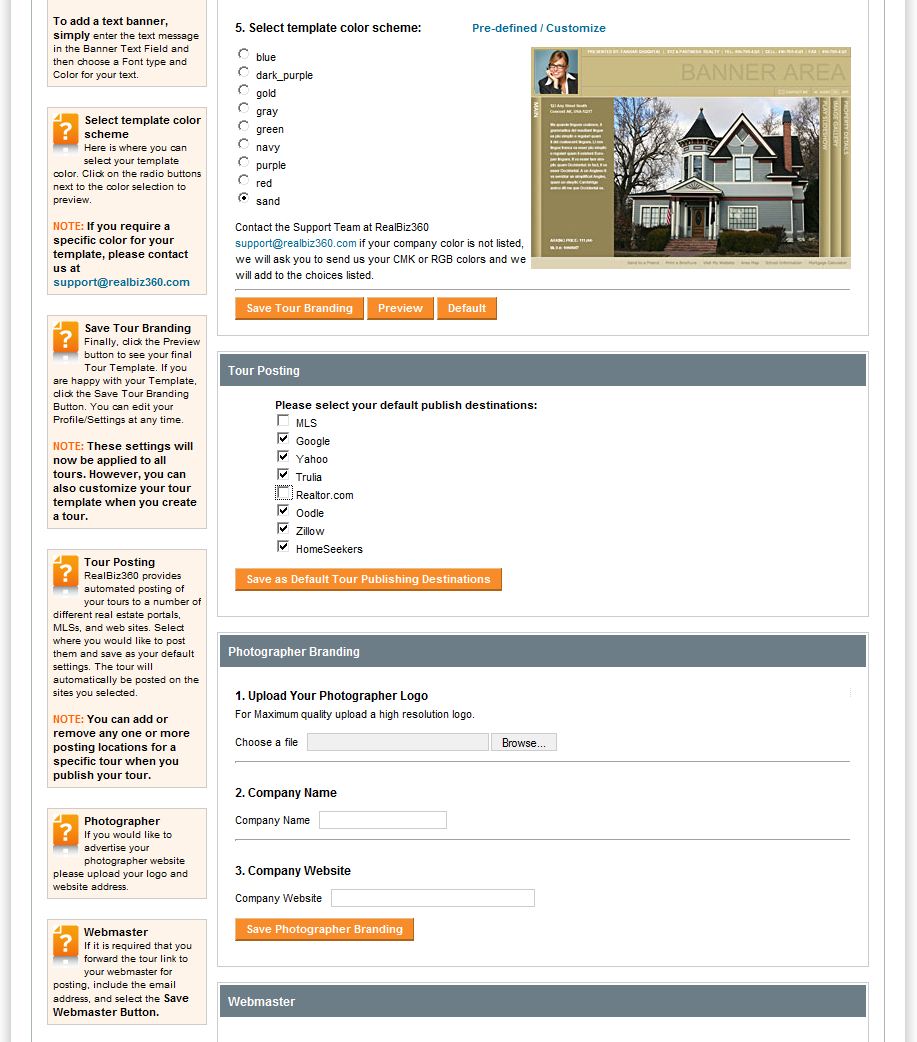 To add a text banner,
simply enter the text message
in the Banner Text Field and
then choose a Font type and
Color for your text.
Select template color
scheme
Here is where you can
select your template
color. Click on the radio buttons
next to the color selection to
preview.
NOTE: If you require a
specific color for your
template, please contact
us at
support@realbiz360.com
Save Tour Branding
Finally, click the Preview
button to see your final
Tour Template. If you
are happy with your Template,
click the Save Tour Branding
Button. You can edit your
Profile/Settings at any time.
NOTE: These settings will
now be applied to all
tours. However, you can
also customize your tour
template when you create
a tour.
Tour Posting
RealBiz360 provides
automated posting of
your tours to a number of
different real estate portals,
MLSs, and web sites. Select
where you would like to post
them and save as your default
settings. The tour will
automatically be posted on the
sites you selected.
NOTE: You can add or
remove any one or more
posting locations for a
specific tour when you
publish your tour.
Photographer
If you would like to
advertise your
photographer website
please upload your logo and
website address.
Webmaster
If it is required that you
forward the tour link to
your webmaster for
posting, include the email
address, and select the Save
Webmaster Button.
5. Select template color scheme: Pre-defined / Customize
blue
dark_purple
gold
gray
green
navy
purple
red
sand
BANNER AREA
MAIN
PROPERTY DETAILS
IMAGE GALLERY
Send to a Friend Print a Brochure Visit My Website Area Map School Information Mortgage Calculator
Contact the Support Team at RealBiz360
support@realbiz360.com if your company color is not listed,
we will ask you to send us your CMK or RGB colors and we
will add to the choices listed.
Save Tour Branding Preview Default
Tour Posting
Please select your default publish destinations:
MLS
Google
Yahoo
Trulia
Realtor.com
Oodle
Zillow
HomeSeekers
Save as Default Tour Publishing Destinations
Photographer Branding
1. Upload Your Photographer Logo
For Maximum quality upload a high resolution logo.
Choose a file Browse...
2. Company Name
Company Name
3. Company Website
Company Website
Save Photographer Branding
Webmaster